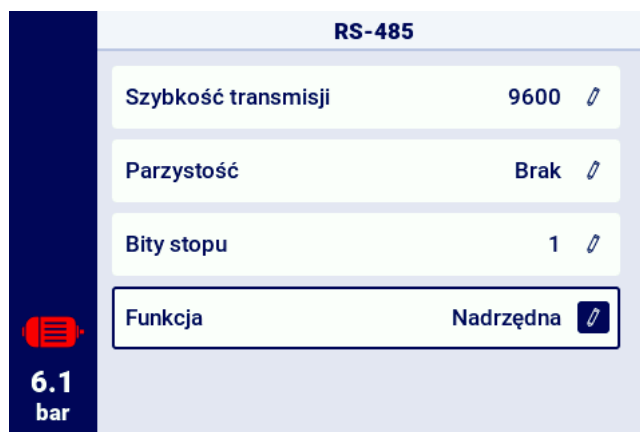 RS-485
Szybkość transmisji 9600
Parzystość Brak
Bity stopu 1
Funkcja Nadrzędna
6.1
bar